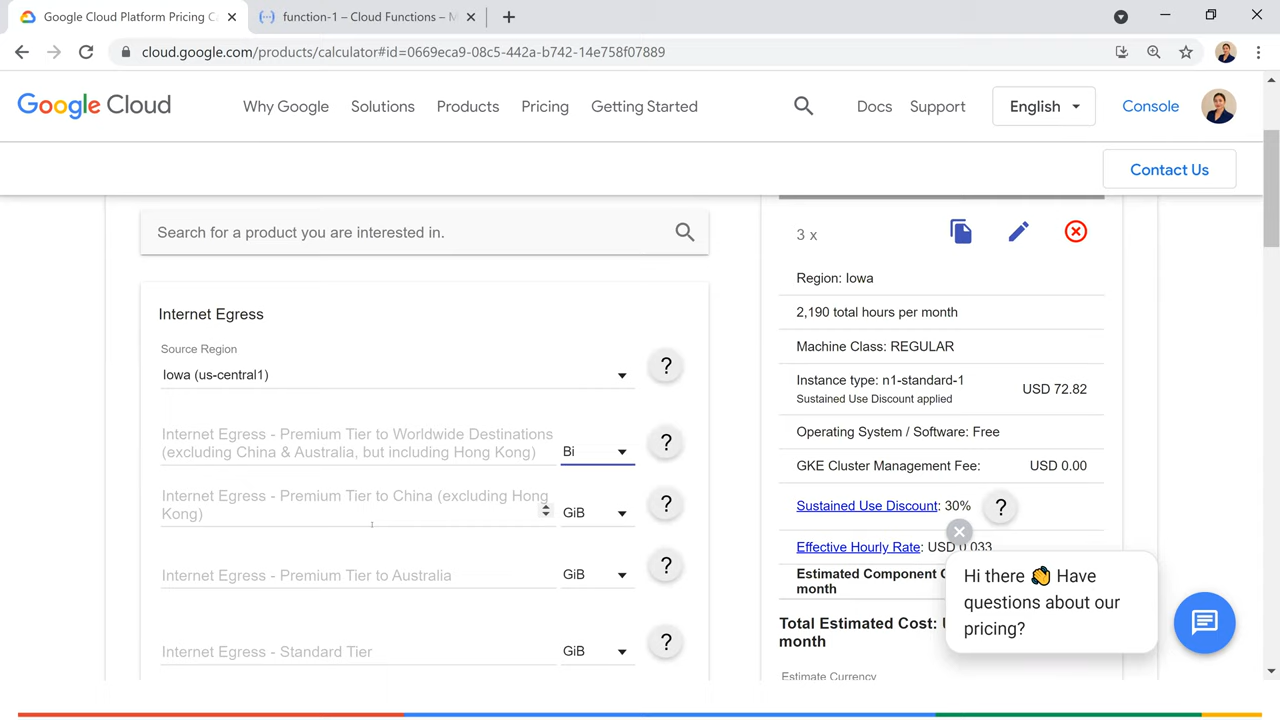 Google Cloud Platform Pricing C
function-1 – Cloud Functions – M
cloud.google.com/products/calculator#id=0669eca9-08c5-442a-b742-14e758f07889
Google Cloud
Why Google
Solutions
Products
Pricing
Getting Started
Docs
Support
English
Console
Contact Us
Search for a product you are interested in.
Internet Egress
Source Region
Iowa (us-central1)
?
Internet Egress - Premium Tier to Worldwide Destinations
(excluding China & Australia, but including Hong Kong)
Bi
?
Internet Egress - Premium Tier to China (excluding Hong
Kong)
GiB
?
Internet Egress - Premium Tier to Australia
GiB
?
Internet Egress - Standard Tier
GiB
?
3 x
Region: Iowa
2,190 total hours per month
Machine Class: REGULAR
Instance type: n1-standard-1
Sustained Use Discount applied
USD 72.82
Operating System / Software: Free
GKE Cluster Management Fee:
USD 0.00
Sustained Use Discount: 30%
?
Effective Hourly Rate: USD 0.033
Estimated Component C
month
Total Estimated Cost:
month
Estimate Currency
Hi there 👋 Have
questions about our
pricing?